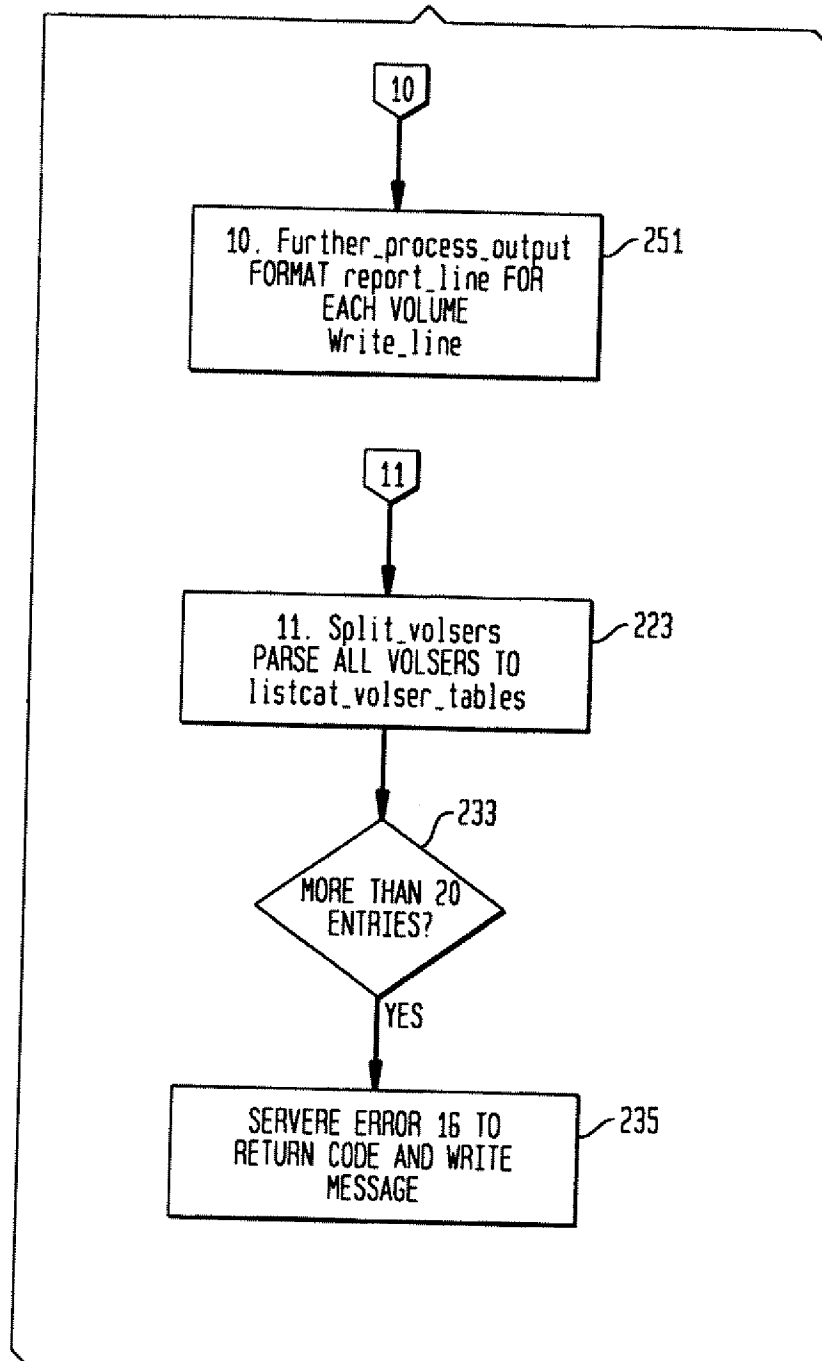 10
10. Further_process_output
FORMAT report_line FOR
EACH VOLUME
Write_line
251
11
11. Split_volsers
PARSE ALL VOLSERS TO
listcat_volser_tables
223
233
MORE THAN 20
ENTRIES?
YES
SERVERE ERROR 16 TO
RETURN CODE AND WRITE
MESSAGE
235